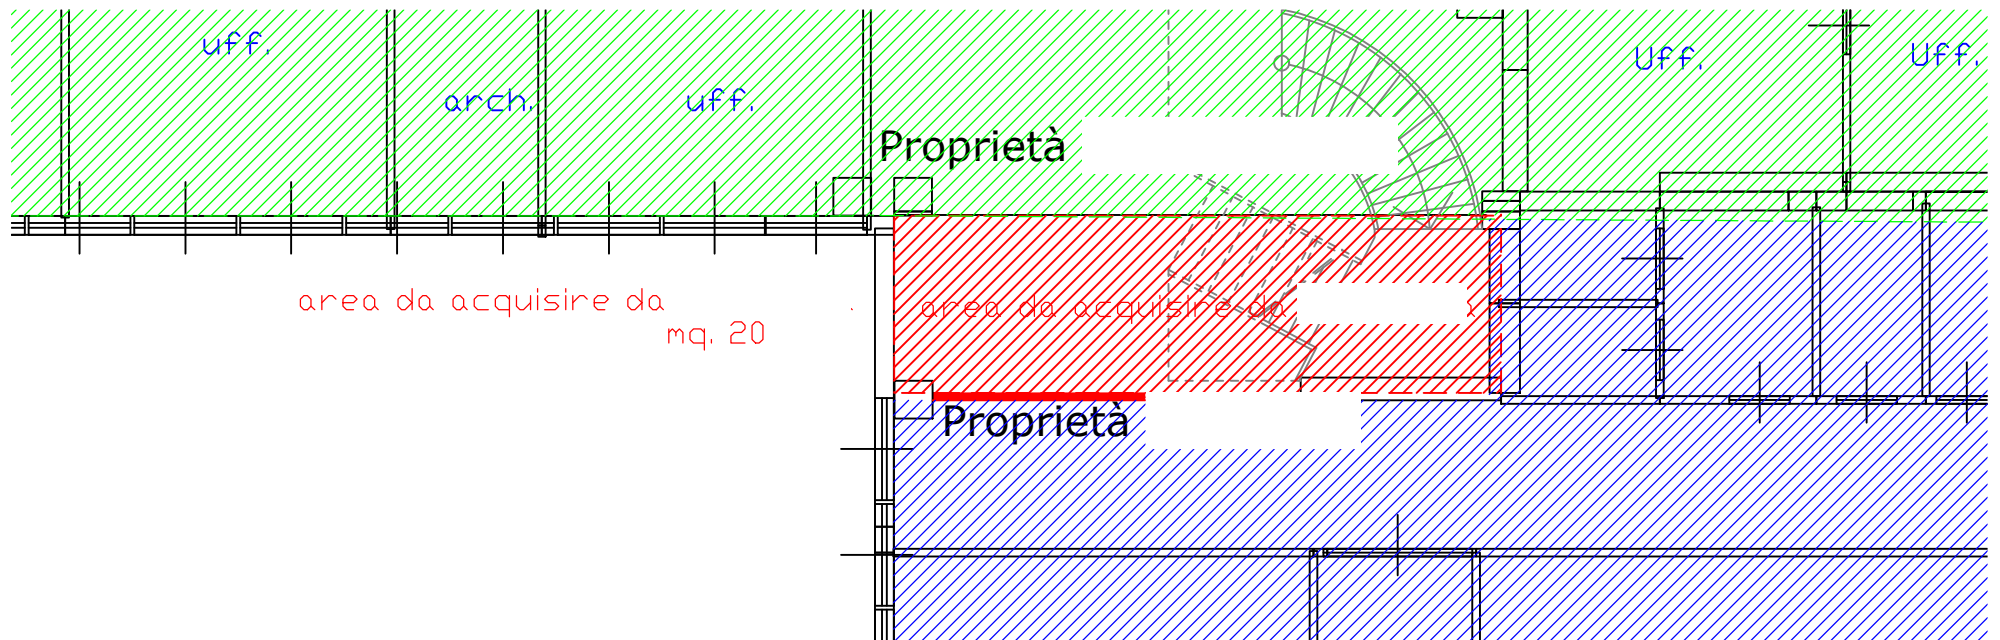 uff.
Uff.
Uff.
arch.
uff.
Proprietà
area da acquisire da
mq. 20
area da acquisire da
Proprietà